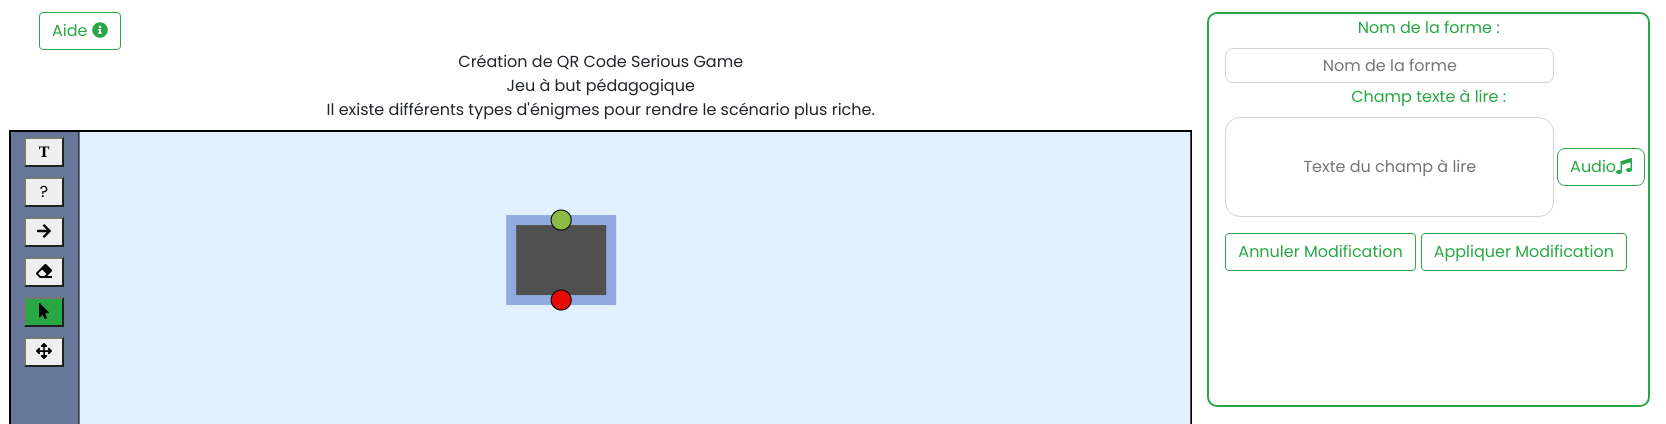 Aide
Création de QR Code Serious Game
Jeu à but pédagogique
Il existe différents types d'énigmes pour rendre le scénario plus riche.
T
?
Nom de la forme :
Nom de la forme
Champ texte à lire :
Texte du champ à lire
Audio
Annuler Modification
Appliquer Modification